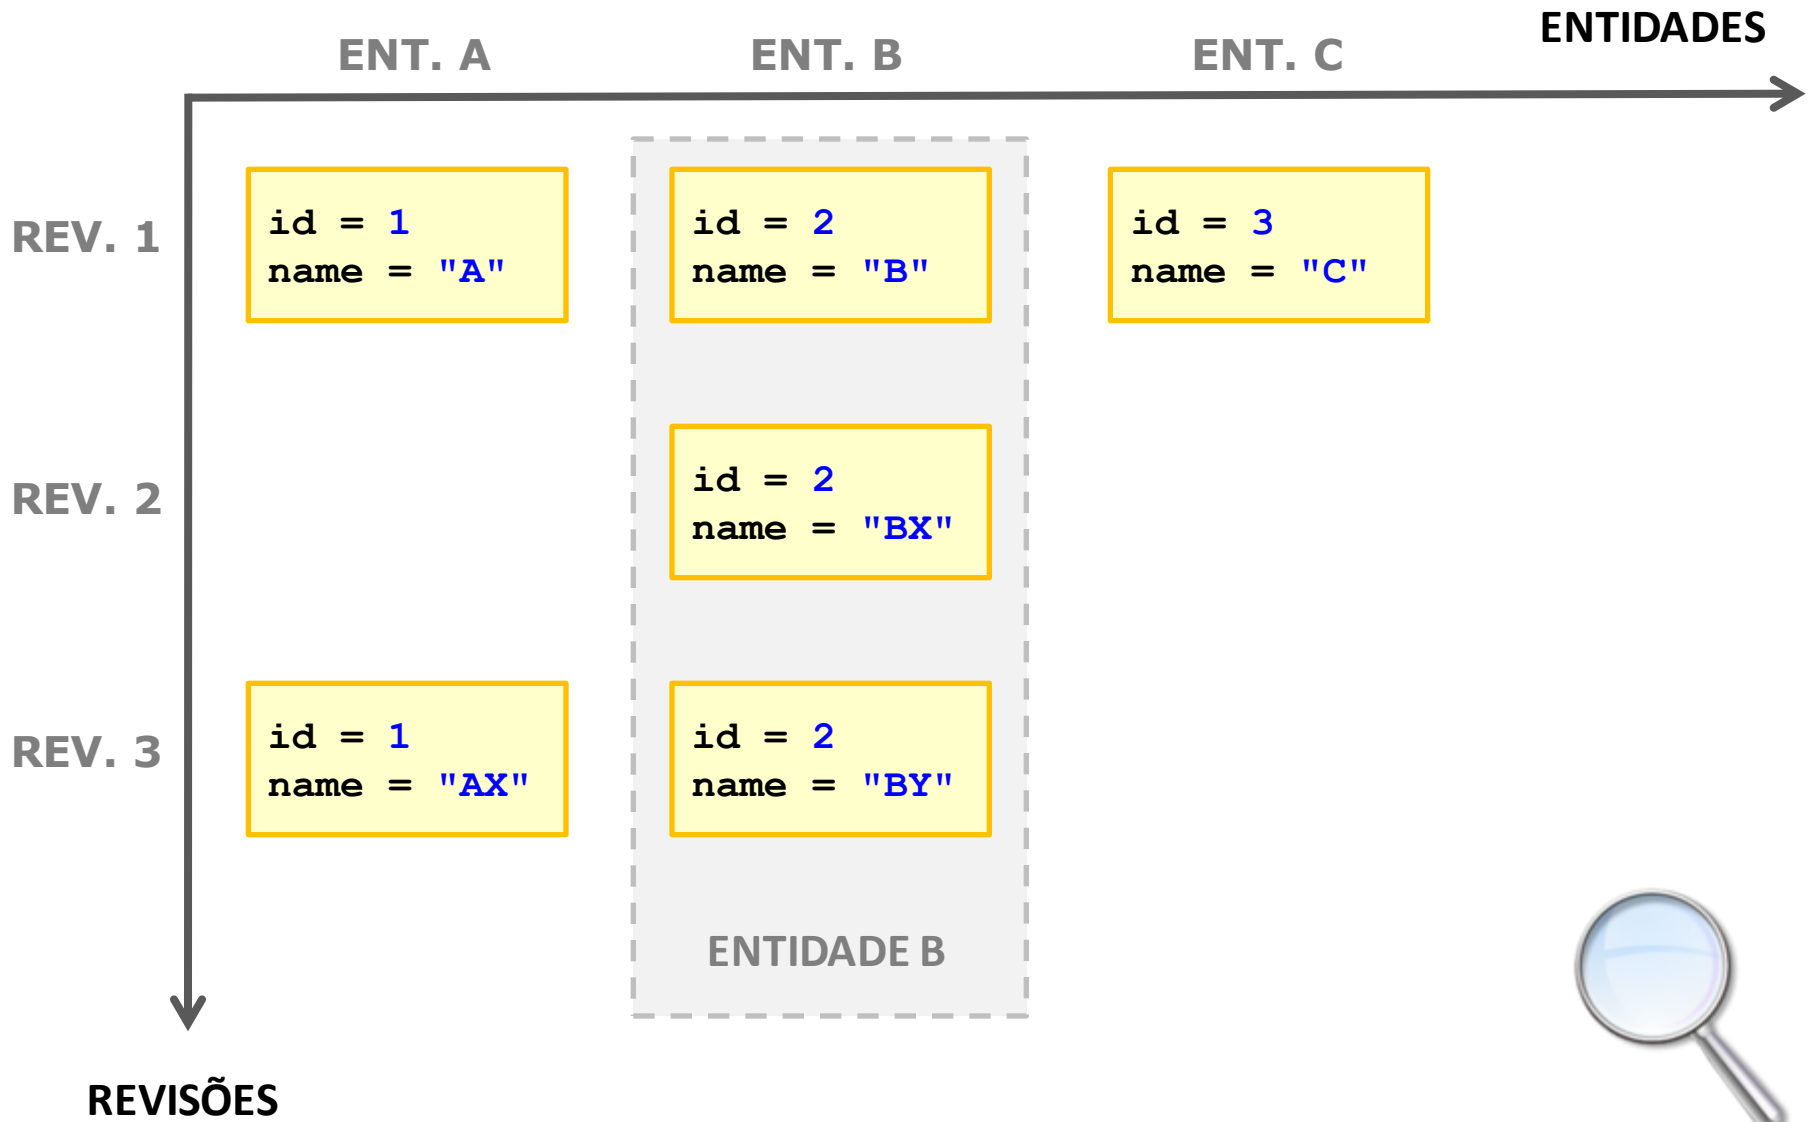 ENTIDADES
ENT. A
ENT. B
ENT. C
REV. 1
id = 1
name = "A"
id = 2
name = "B"
id = 3
name = "C"
REV. 2
id = 2
name = "BX"
REV. 3
id = 1
name = "AX"
id = 2
name = "BY"
ENTIDADE B
REVISÕES